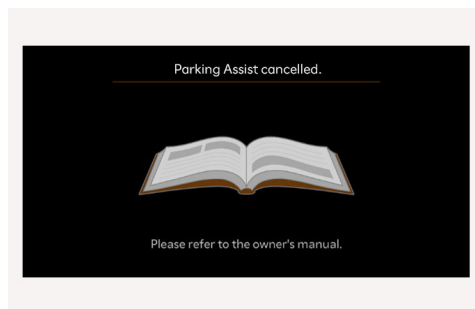 Parking Assist cancelled.
Please refer to the owner's manual.